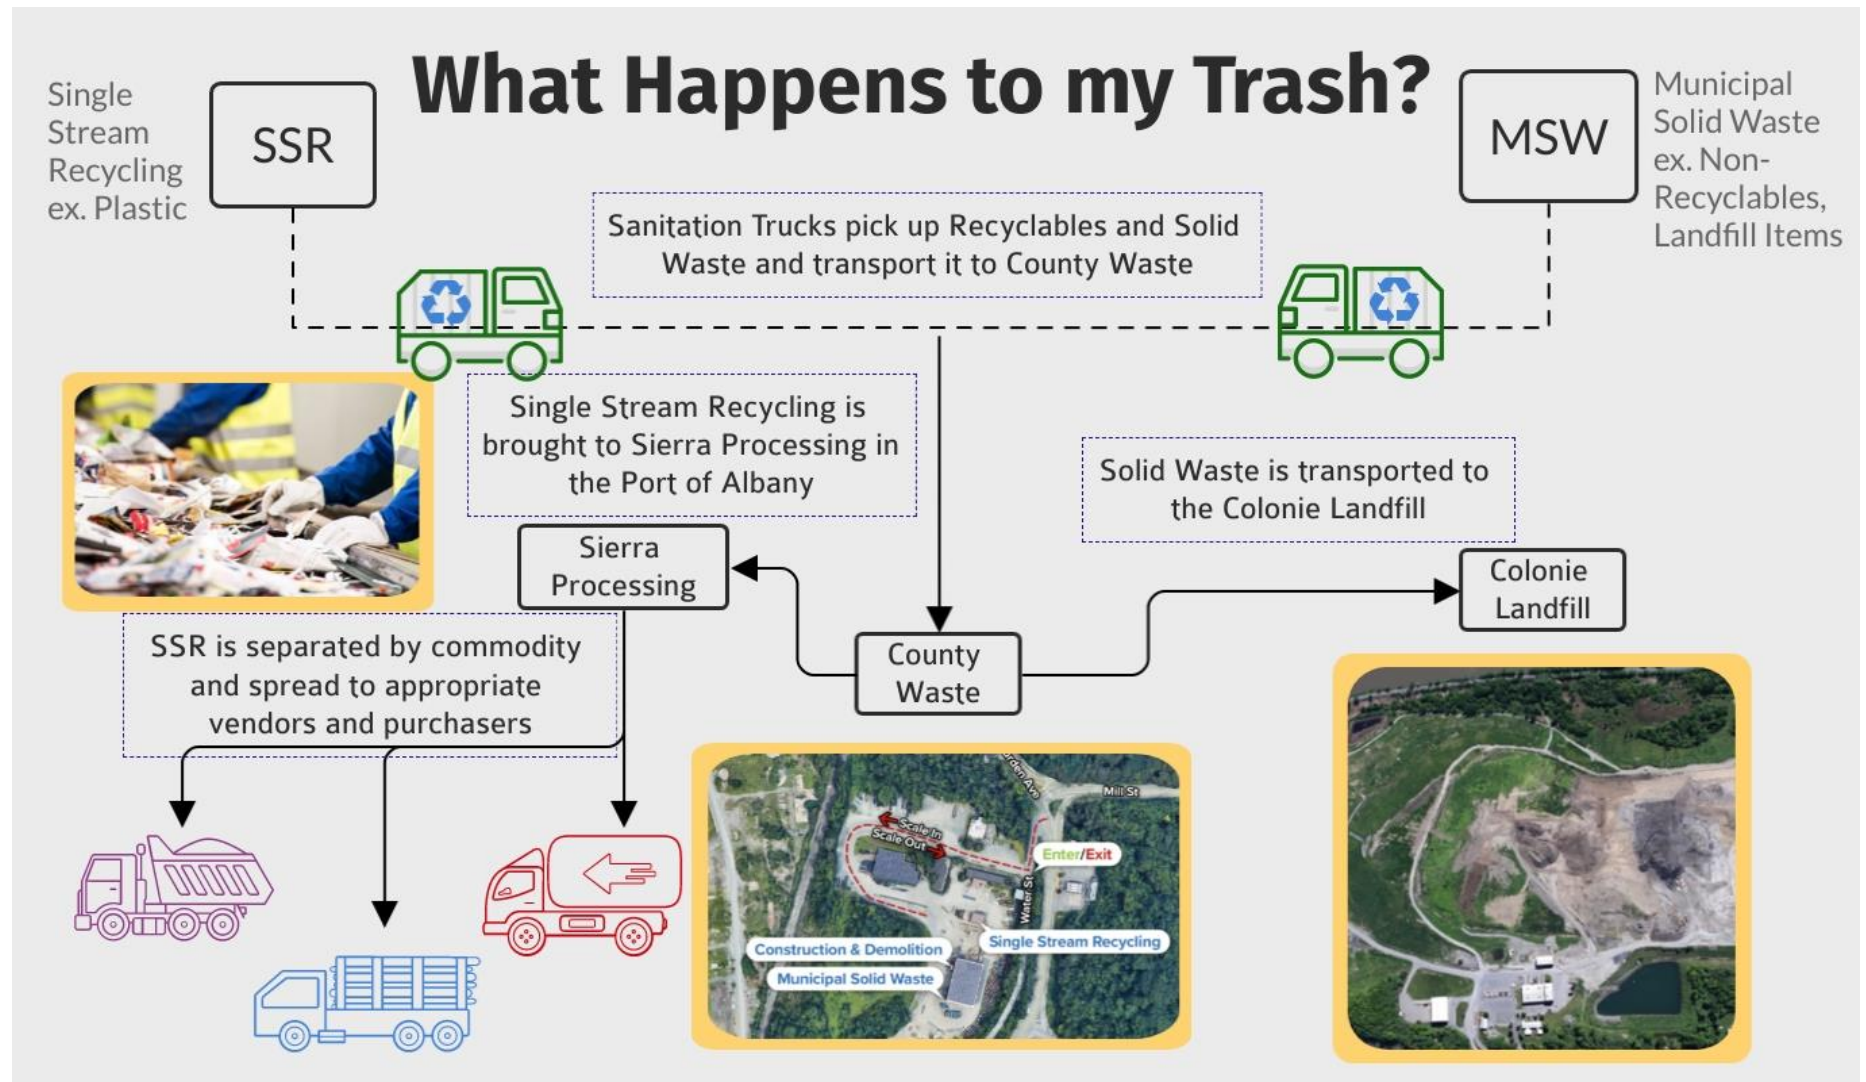 What Happens to my Trash?
Single
Stream
Recycling
ex. Plastic
SSR
MSW
Municipal
Solid Waste
ex. Non-
Recyclables,
Landfill Items
Sanitation Trucks pick up Recyclables and Solid
Waste and transport it to County Waste
Single Stream Recycling is
brought to Sierra Processing in
the Port of Albany
Solid Waste is transported to
the Colonie Landfill
Sierra
Processing
Colonie
Landfill
County
Waste
SSR is separated by commodity
and spread to appropriate
vendors and purchasers
Mill St
Scale In
Scale Out
Enter/Exit
Water St
Single Stream Recycling
Construction & Demolition
Municipal Solid Waste